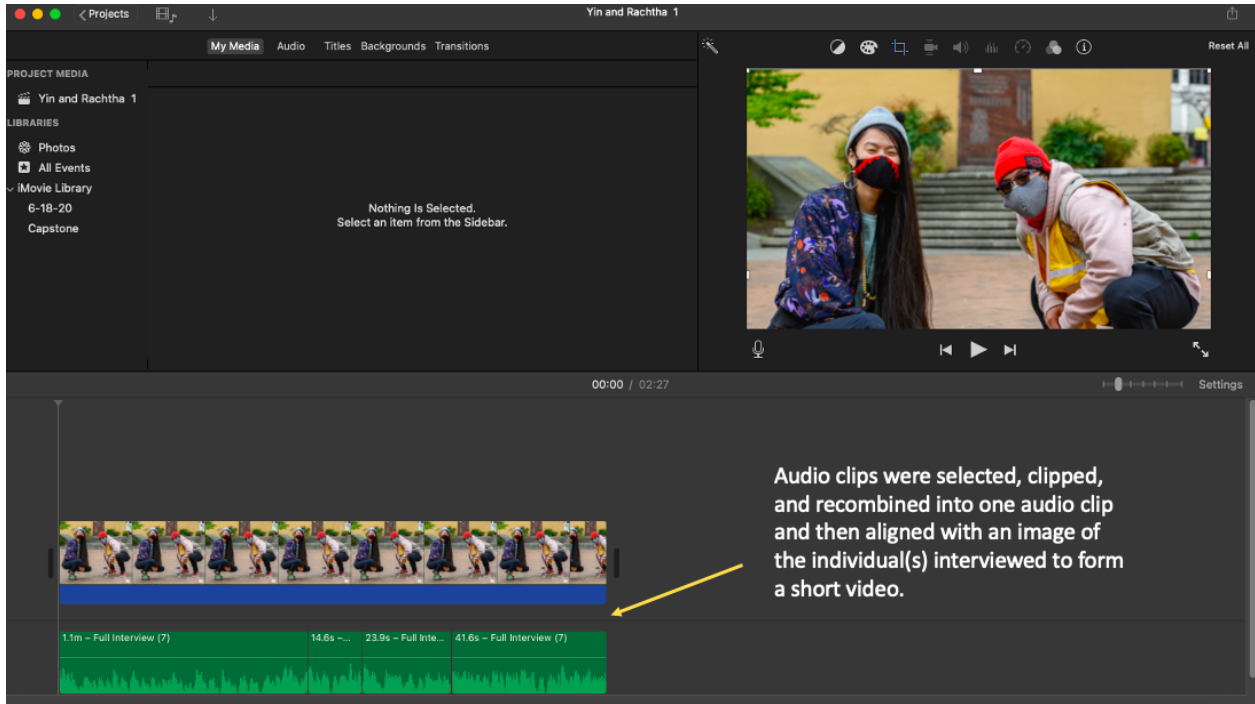 Projects
Yin and Rachtha 1
My Media Audio Titles Backgrounds Transitions
Reset All
PROJECT MEDIA
Yin and Rachtha 1
LIBRARIES
Photos
All Events
iMovie Library
6-18-20
Capstone
Nothing Is Selected.
Select an item from the Sidebar.
00:00 / 02:27
Settings
Audio clips were selected, clipped,
and recombined into one audio clip
and then aligned with an image of
the individual(s) interviewed to form
a short video.
1.1m – Full Interview (7) 14.6s –... 23.9s – Full Inte... 41.6s – Full Interview (7)